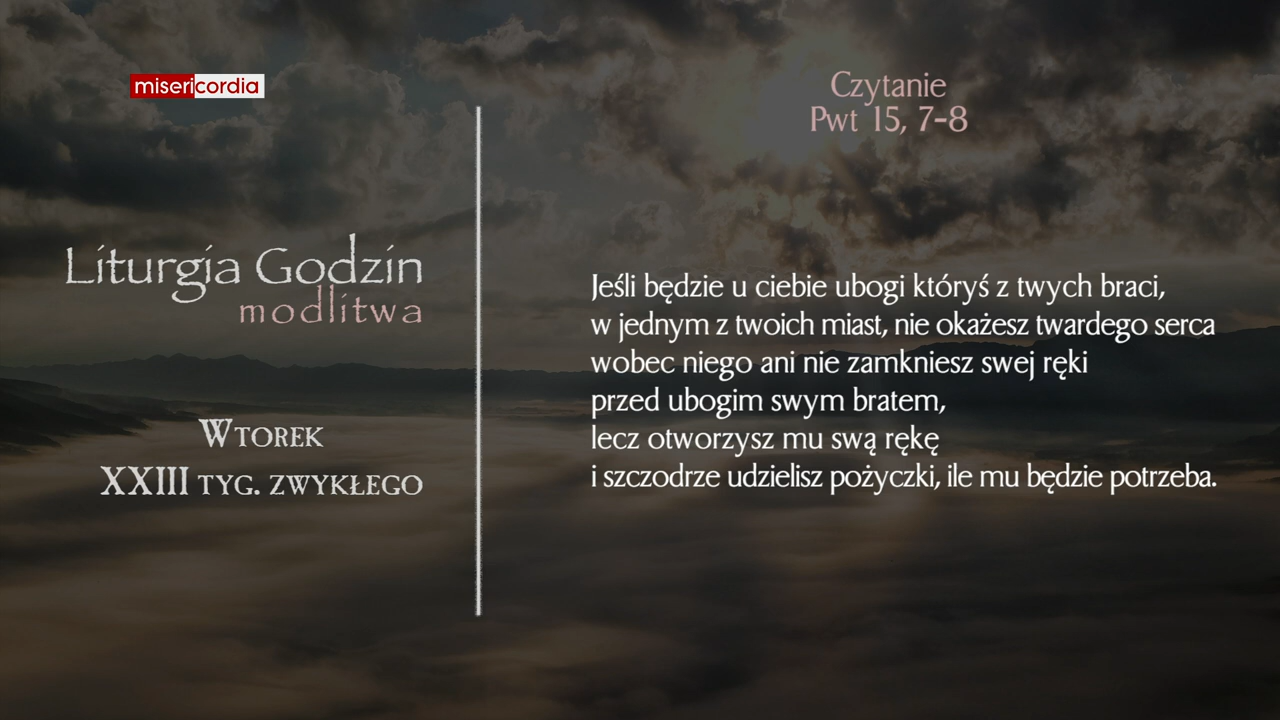 misericordia
Liturgia Godzin
modlitwa
Wtorek
XXIII tyg. zwykłego
Czytanie
Pwt 15, 7-8
Jeśli będzie u ciebie ubogi któryś z twych braci,
w jednym z twoich miast, nie okażesz twardego serca
wobec niego ani nie zamkniesz swej ręki
przed ubogim swym bratem,
lecz otworzysz mu swą rękę
i szczodrze udzielisz pożyczki, ile mu będzie potrzeba.